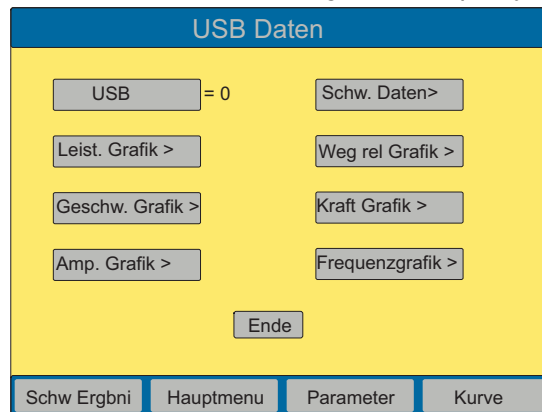 USB Daten
USB = 0 Schw. Daten>
Leist. Grafik > Weg rel Grafik >
Geschw. Grafik > Kraft Grafik >
Amp. Grafik > Frequenzgrafik >
Ende
Schw Ergbni Hauptmenu Parameter Kurve